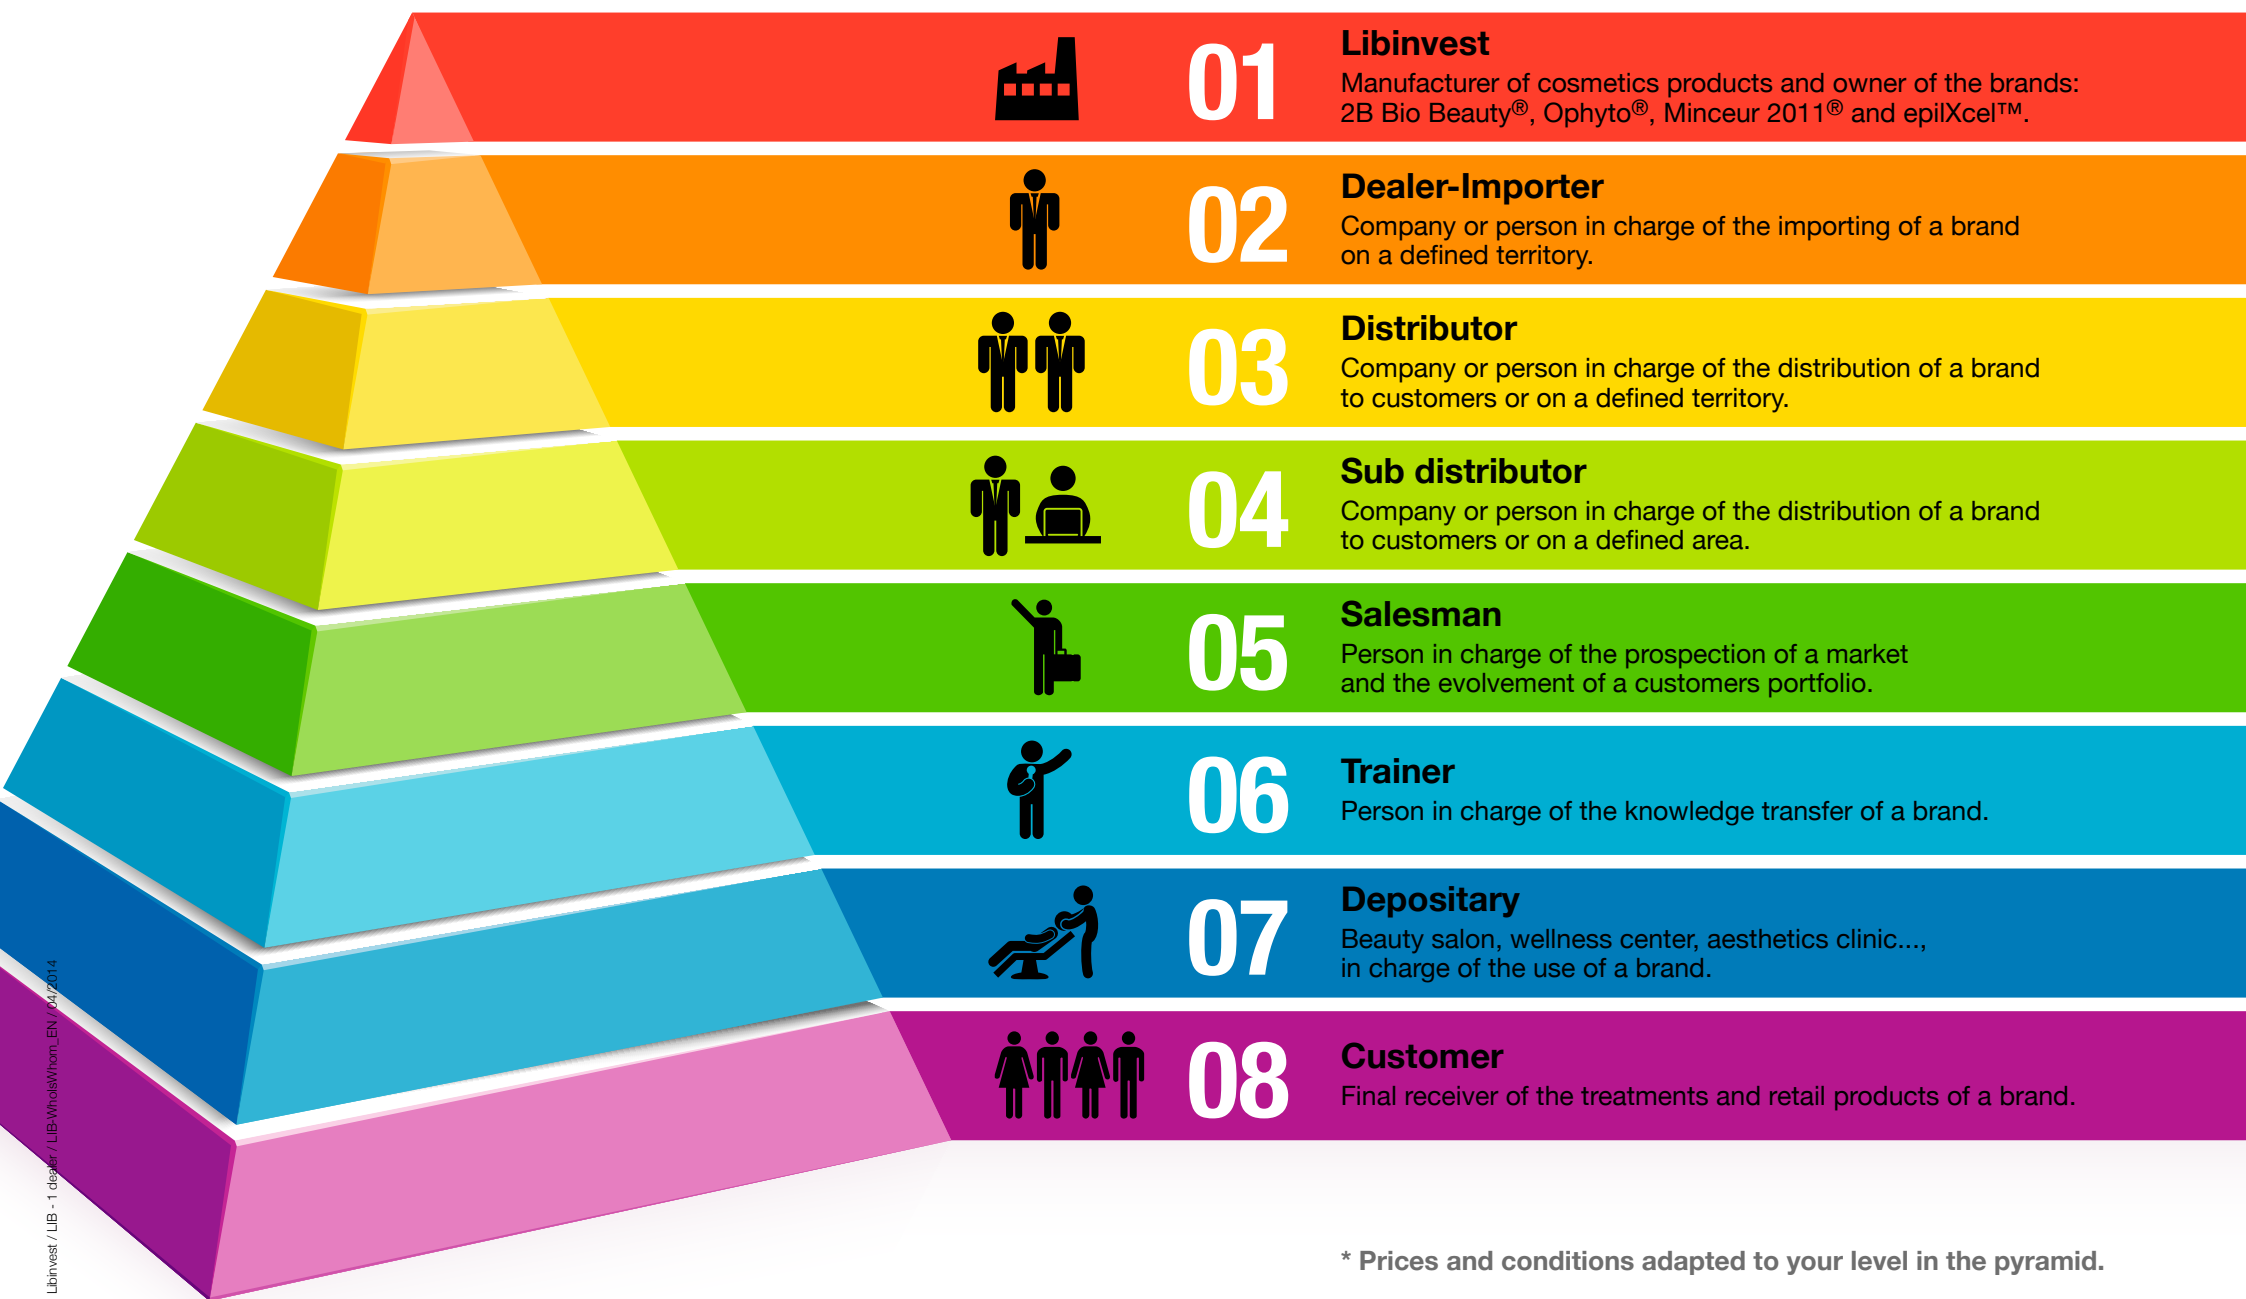 01
Libinvest
Manufacturer of cosmetics products and owner of the brands:
2B Bio Beauty®, Ophyto®, Minceur 2011® and epilXcel™.
02
Dealer-Importer
Company or person in charge of the importing of a brand
on a defined territory.
03
Distributor
Company or person in charge of the distribution of a brand
to customers or on a defined territory.
04
Sub distributor
Company or person in charge of the distribution of a brand
to customers or on a defined area.
05
Salesman
Person in charge of the prospection of a market
and the evolvement of a customers portfolio.
06
Trainer
Person in charge of the knowledge transfer of a brand.
07
Depositary
Beauty salon, wellness center, aesthetics clinic...,
in charge of the use of a brand.
08
Customer
Final receiver of the treatments and retail products of a brand.
* Prices and conditions adapted to your level in the pyramid.
Libinvest / LIB - 1 dealer / LIB-WhoIsWhom_EN / 04/2014